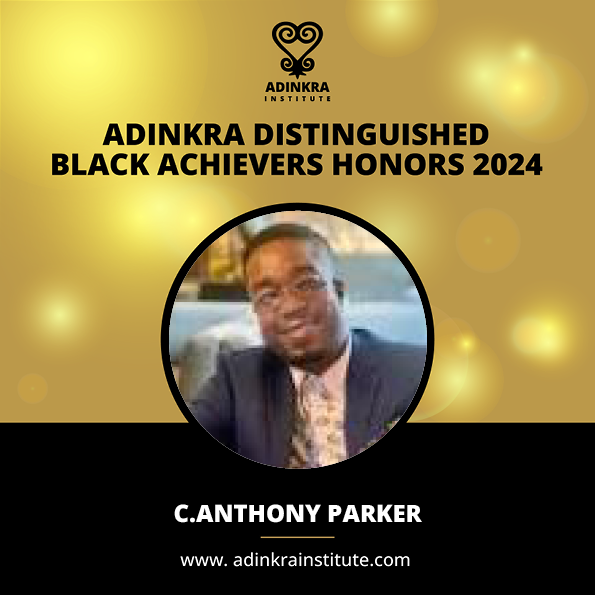 ADINKRA
INSTITUTE
ADINKRA DISTINGUISHED
BLACK ACHIEVERS HONORS 2024
C.ANTHONY PARKER
www. adinkrainstitute.com